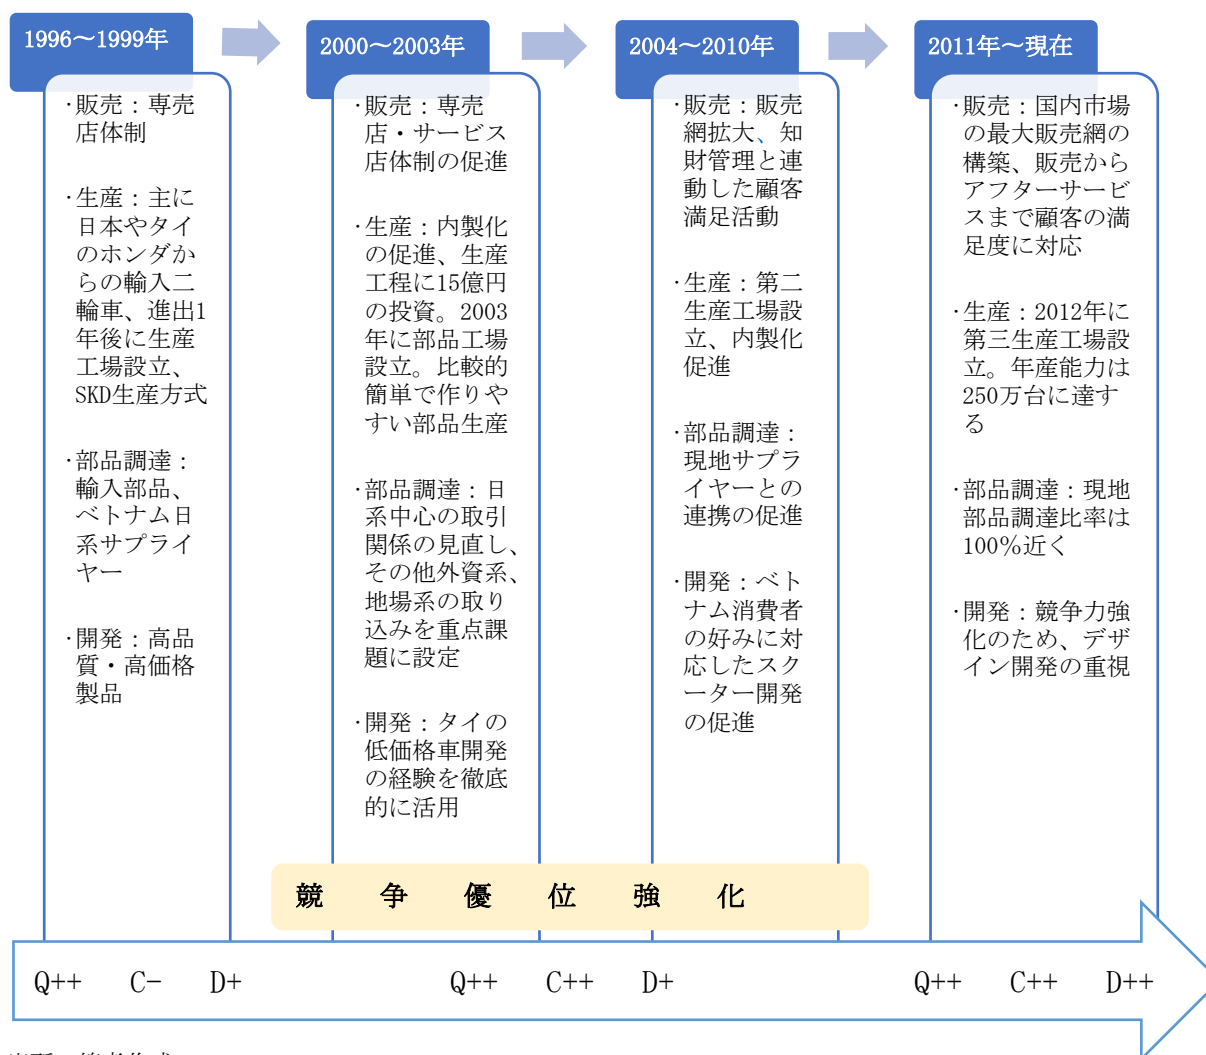 1996～1999年
・販売：専売
店体制
・生産：主に
日本やタイ
のホンダか
らの輸入二
輪車、進出1
年後に生産
工場設立、
SKD生産方式
・部品調達：
輸入部品、
ベトナム日
系サプライ
ヤー
・開発：高品
質・高価格
製品
2000～2003年
・販売：専売
店・サービス
店体制の促進
・生産：内製化
の促進、生産
工程に15億円
の投資。2003
年に部品工場
設立。比較的
簡単で作りや
すい部品生産
・部品調達：日
系中心の取引
関係の見直し、
その他外資系、
地場系の取り
込みを重点課
題に設定
・開発：タイの
低価格車開発
の経験を徹底
的に活用
2004～2010年
・販売：販売
網拡大、知
財管理と連
動した顧客
満足活動
・生産：第二
生産工場設
立、内製化
促進
・部品調達：
現地サプラ
イヤーとの
連携の促進
・開発：ベト
ナム消費者
の好みに対
応したスク
ーター開発
の促進
2011年～現在
・販売：国内市場
の最大販売網の
構築、販売から
アフターサービ
スまで顧客の満
足度に対応
・生産：2012年に
第三生産工場設
立。年産能力は
250万台に達す
る
・部品調達：現地
部品調達比率は
100％近く
・開発：競争力強
化のため、デザ
イン開発の重視
競争優位強化
Q++ C- D+ Q++ C++ D+ Q++ C++ D++